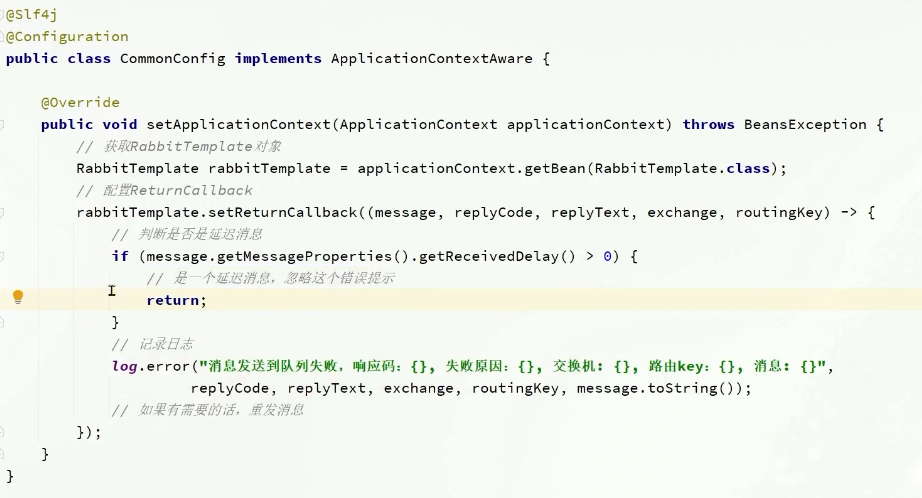 @Slf4j
@Configuration
public class CommonConfig implements ApplicationContextAware {
@Override
public void setApplicationContext(ApplicationContext applicationContext) throws BeansException {
// 获取RabbitTemplate对象
RabbitTemplate rabbitTemplate = applicationContext.getBean(RabbitTemplate.class);
// 配置ReturnCallback
rabbitTemplate.setReturnCallback((message, replyCode, replyText, exchange, routingKey) -> {
// 判断是否是延迟消息
if (message.getMessageProperties().getReceivedDelay() > 0) {
// 是一个延迟消息，忽略这个错误提示
return;
}
// 记录日志
log.error("消息发送到队列失败，响应码：{}, 失败原因：{}, 交换机: {}, 路由key：{}, 消息: {}",
replyCode, replyText, exchange, routingKey, message.toString());
// 如果有需要的话，重发消息
});
}
}